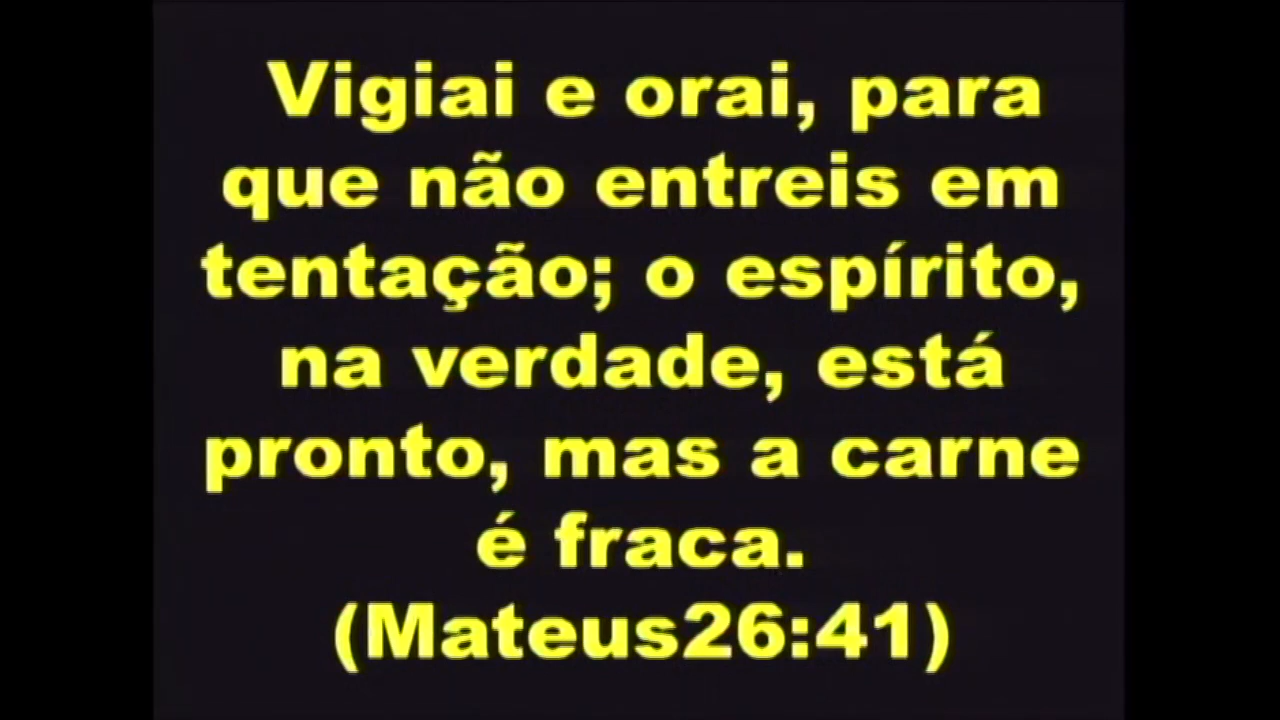 Vigiai e orai, para
que não entreis em
tentação; o espírito,
na verdade, está
pronto, mas a carne
é fraca.
(Mateus26:41)